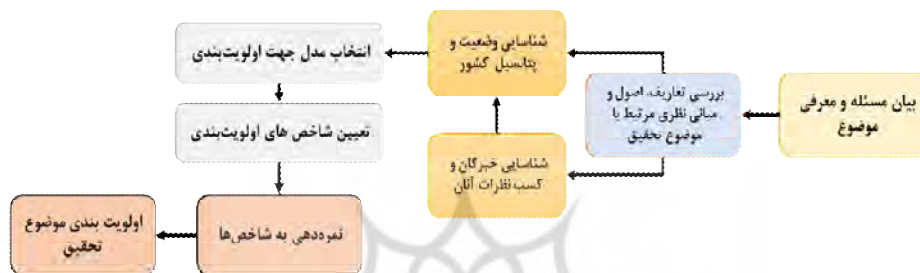 بیان مسئله و معرفی
موضوع
بررسی تعاریف، اصول و
مبانی نظری مرتبط با
موضوع تحقیق
شناسایی وضعیت و
پتانسیل کشور
شناسایی خبرگان و
کسب نظرات آنان
انتخاب مدل جهت اولویت‌بندی
تعیین شاخص های اولویت‌بندی
نمره‌دهی به شاخص‌ها
اولویت بندی موضوع
تحقیق